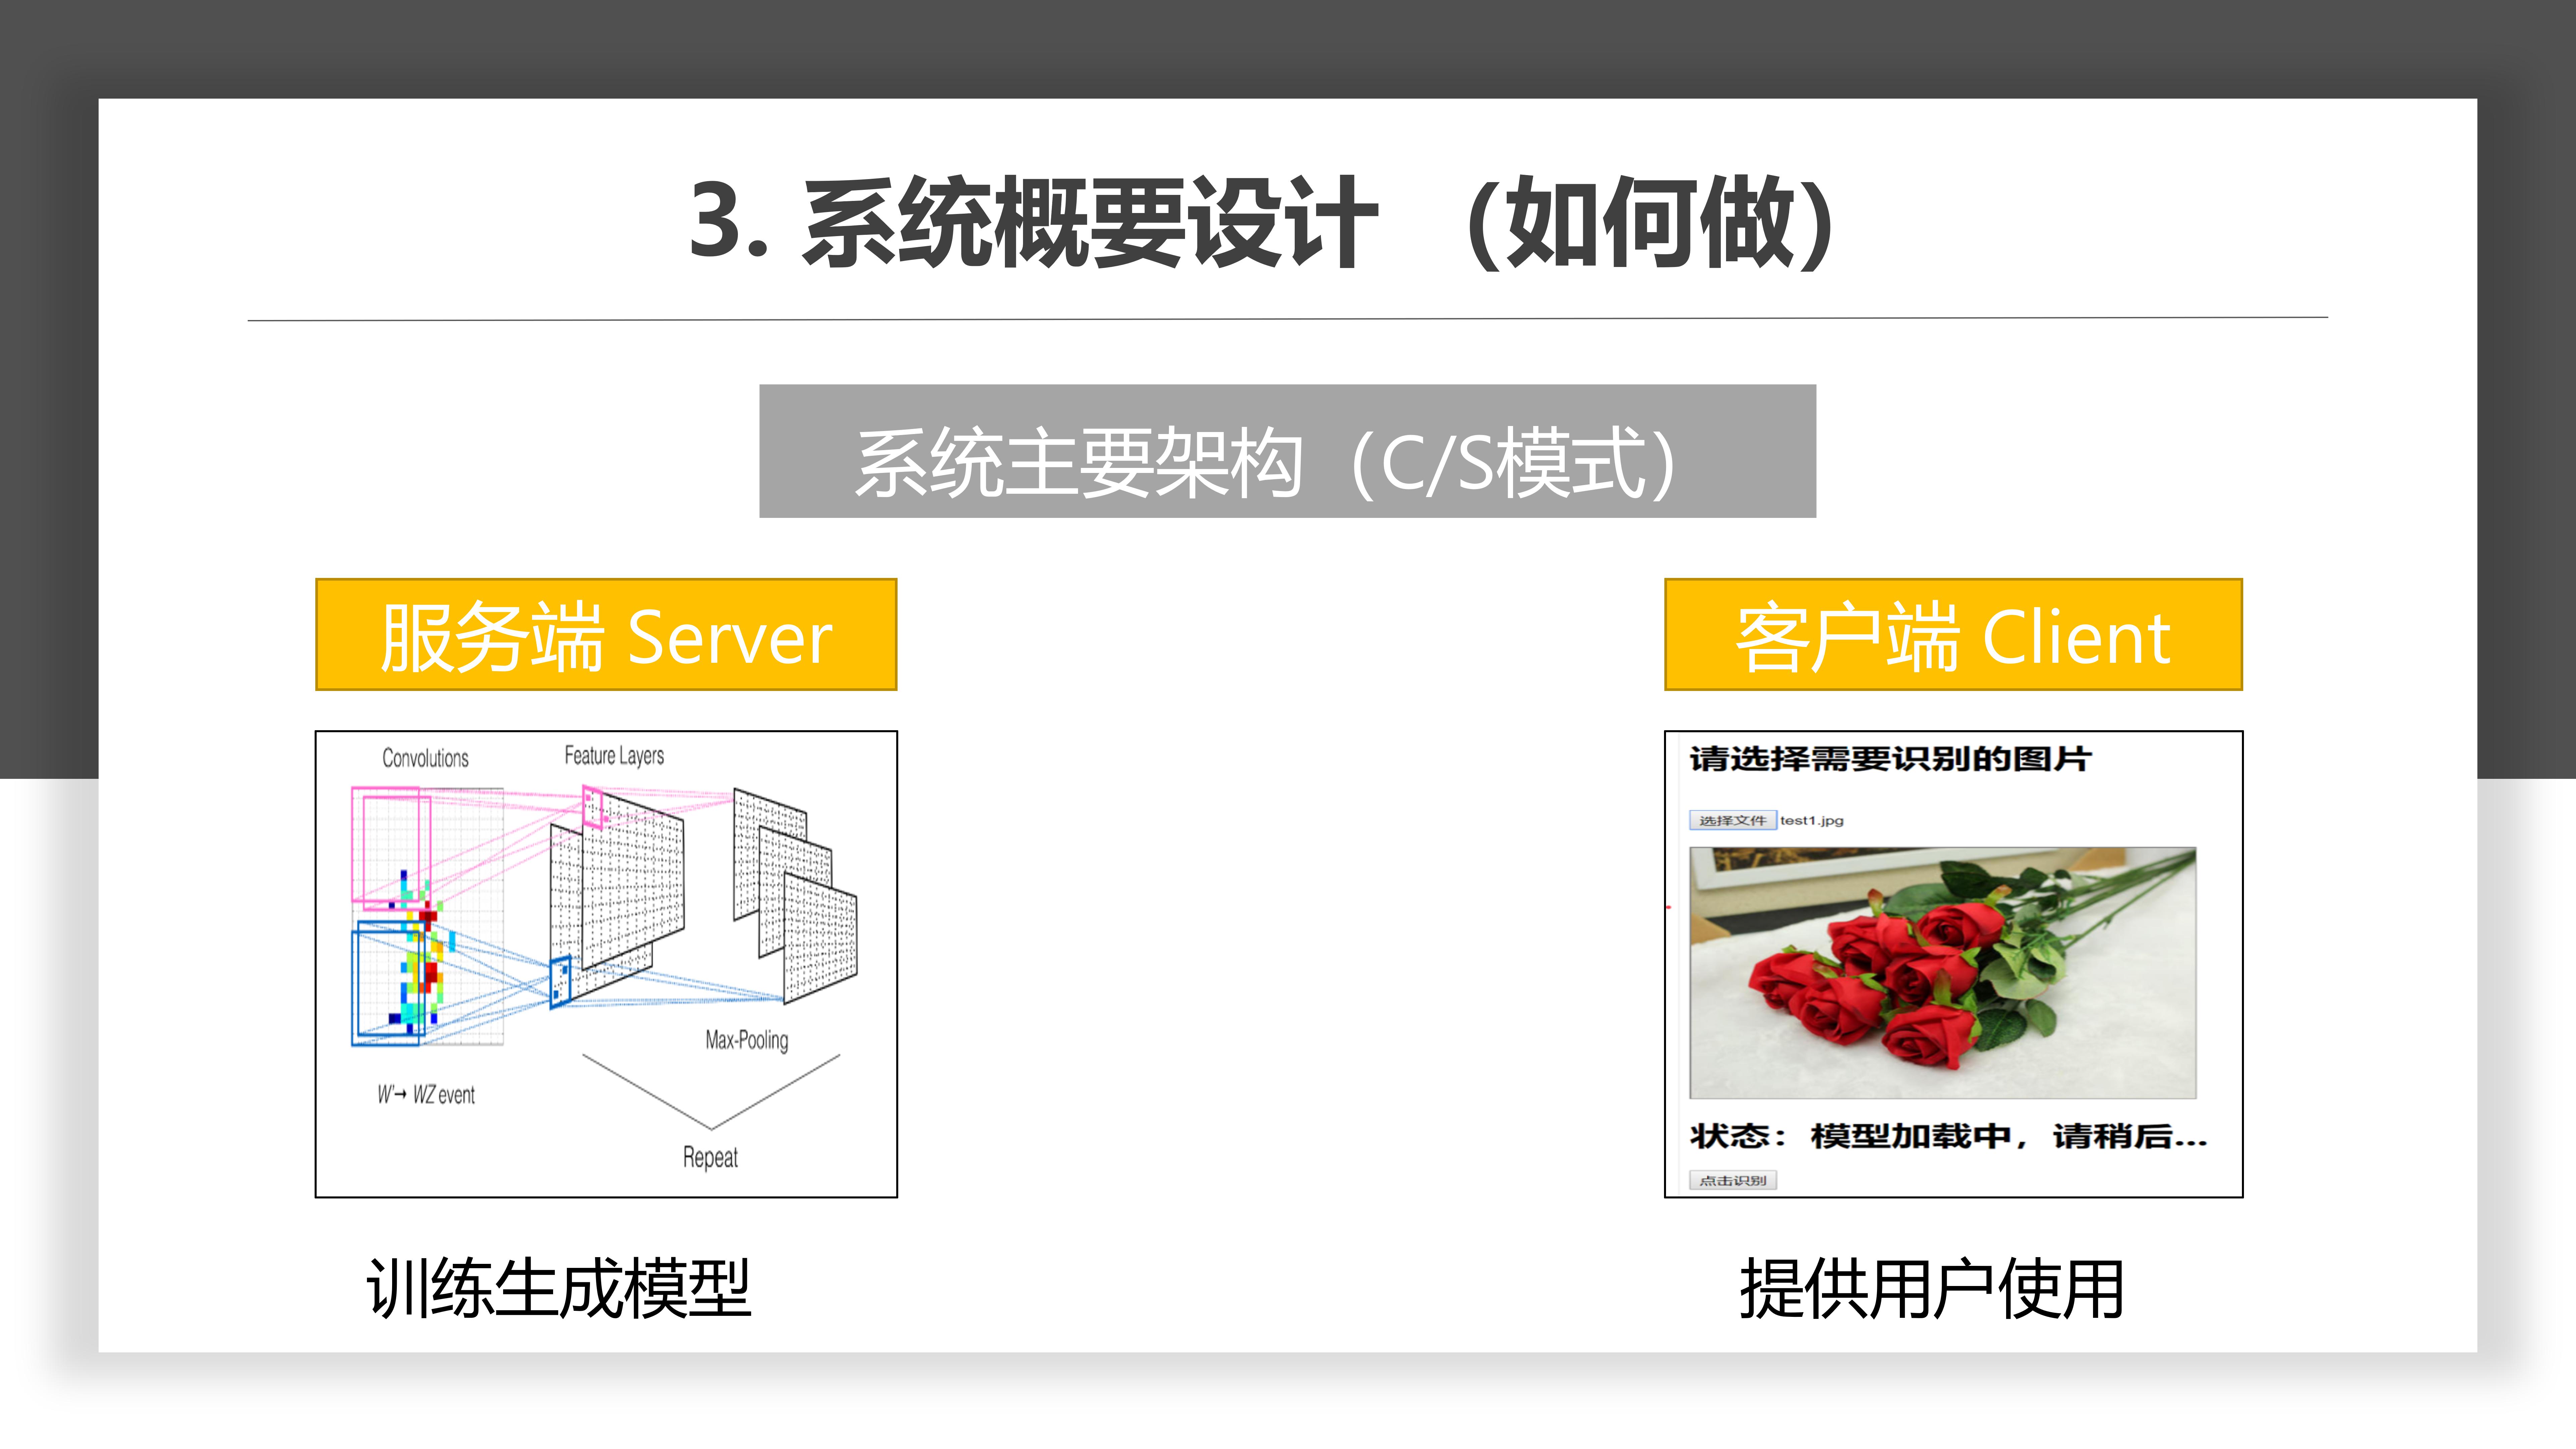 3. 系统概要设计 （如何做）
系统主要架构（C/S模式）
服务端 Server
Convolutions
Feature Layers
Max-Pooling
W'→ WZ event
Repeat
训练生成模型
客户端 Client
请选择需要识别的图片
选择文件 test1.jpg
状态：模型加载中，请稍后...
点击识别
提供用户使用